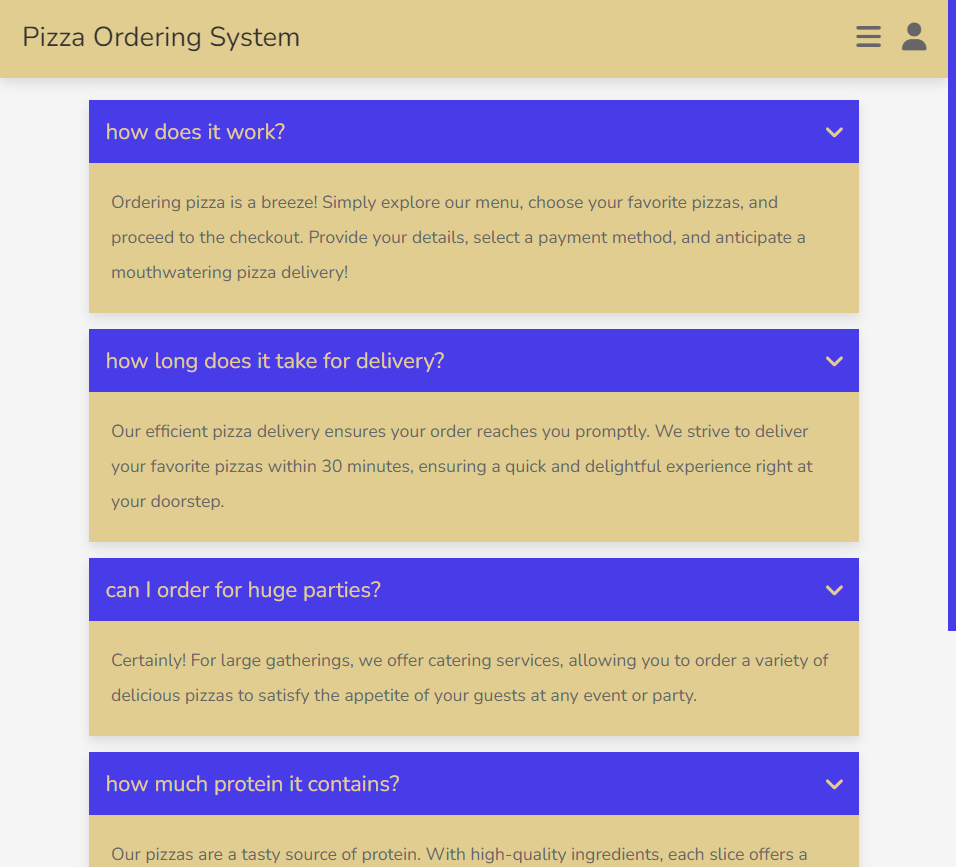 Pizza Ordering System
how does it work?
Ordering pizza is a breeze! Simply explore our menu, choose your favorite pizzas, and
proceed to the checkout. Provide your details, select a payment method, and anticipate a
mouthwatering pizza delivery!
how long does it take for delivery?
Our efficient pizza delivery ensures your order reaches you promptly. We strive to deliver
your favorite pizzas within 30 minutes, ensuring a quick and delightful experience right at
your doorstep.
can I order for huge parties?
Certainly! For large gatherings, we offer catering services, allowing you to order a variety of
delicious pizzas to satisfy the appetite of your guests at any event or party.
how much protein it contains?
Our pizzas are a tasty source of protein. With high-quality ingredients, each slice offers a